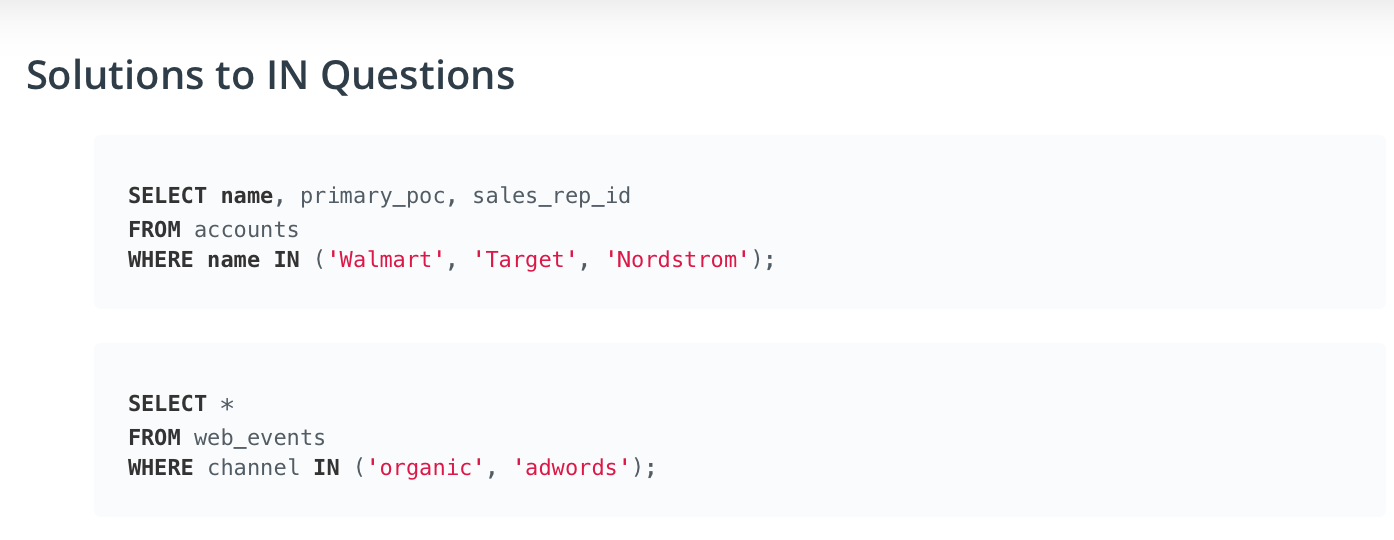 Solutions to IN Questions
SELECT name, primary_poc, sales_rep_id
FROM accounts
WHERE name IN ('Walmart', 'Target', 'Nordstrom');
SELECT *
FROM web_events
WHERE channel IN ('organic', 'adwords');